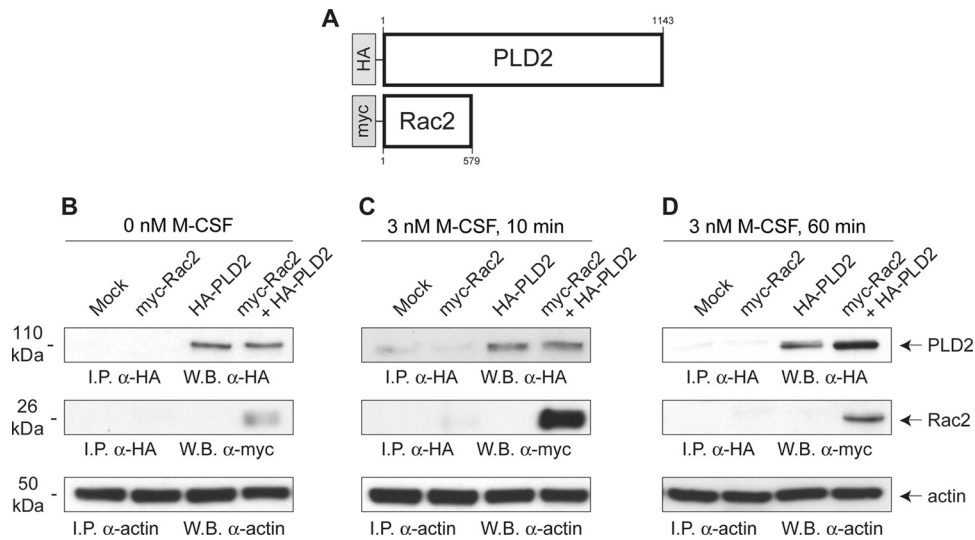 A
1 1143
HA PLD2
myc Rac2
1 579
B
0 nM M-CSF
Mock myc-Rac2 HA-PLD2 myc-Rac2 + HA-PLD2
110 kDa -
I.P. α-HA W.B. α-HA
26 kDa -
I.P. α-HA W.B. α-myc
50 kDa -
I.P. α-actin W.B. α-actin
C
3 nM M-CSF, 10 min
Mock myc-Rac2 HA-PLD2 myc-Rac2 + HA-PLD2
I.P. α-HA W.B. α-HA
I.P. α-HA W.B. α-myc
I.P. α-actin W.B. α-actin
D
3 nM M-CSF, 60 min
Mock myc-Rac2 HA-PLD2 myc-Rac2 + HA-PLD2
PLD2
I.P. α-HA W.B. α-HA
Rac2
I.P. α-HA W.B. α-myc
actin
I.P. α-actin W.B. α-actin